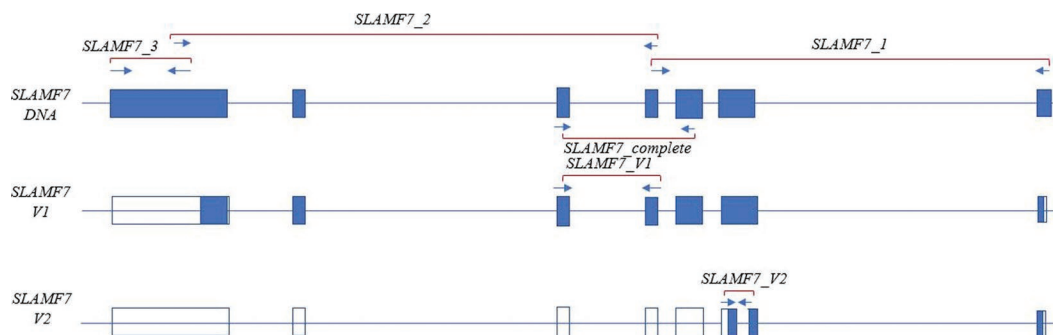 SLAMF7_2
SLAMF7_3
SLAMF7_1
SLAMF7
DNA
SLAMF7_complete
SLAMF7_V1
SLAMF7
V1
SLAMF7_V2
SLAMF7
V2